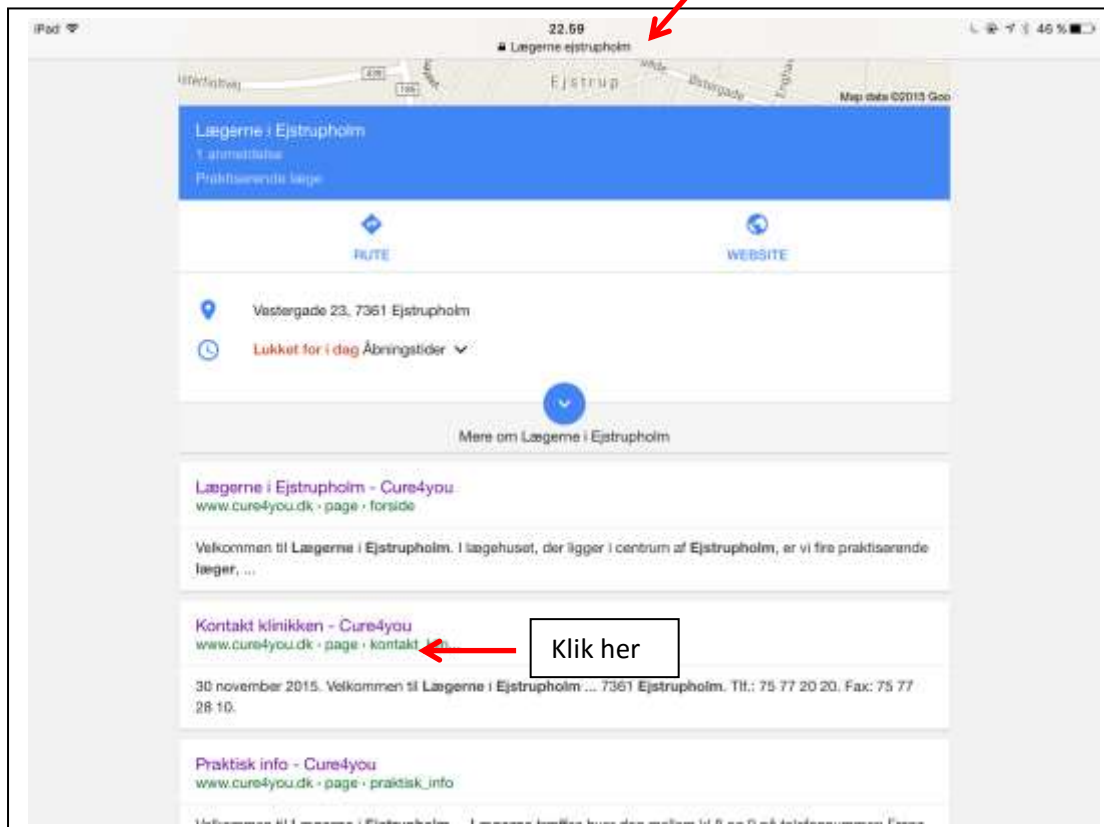 iPad
22.59
46 %
Lægerne ejstrupholm
Ejstrup
Østergade
Map data ©2015 Goo
Lægerne i Ejstrupholm
1 anmeldelse
Praktiserende læge
RUTE
WEBSITE
Vestergade 23, 7361 Ejstrupholm
Lukket for i dag Åbningstider
Mere om Lægerne i Ejstrupholm
Lægerne i Ejstrupholm - Cure4you
www.cure4you.dk › page › forside
Velkommen til Lægerne i Ejstrupholm. I lægehuset, der ligger i centrum af Ejstrupholm, er vi fire praktiserende
læger, ...
Kontakt klinikken - Cure4you
www.cure4you.dk › page › kontakt
Klik her
30 november 2015. Velkommen til Lægerne i Ejstrupholm ... 7361 Ejstrupholm. Tlf.: 75 77 20 20. Fax: 75 77
28 10.
Praktisk info - Cure4you
www.cure4you.dk › page › praktisk_info